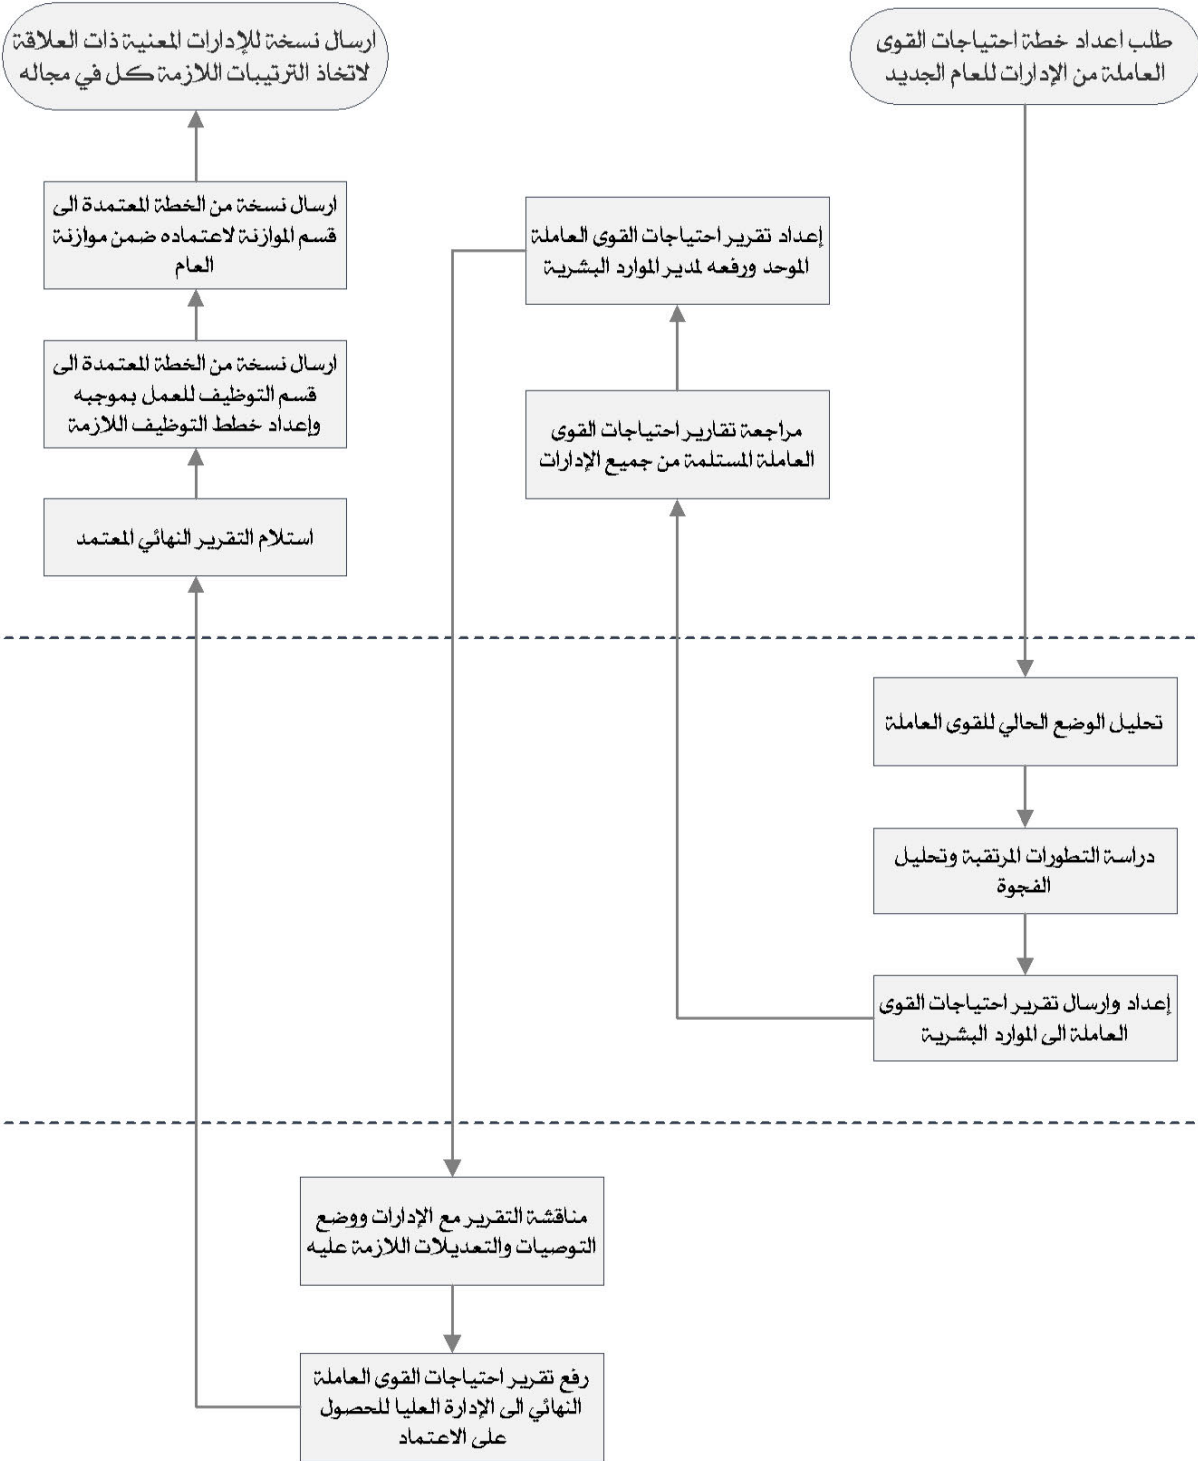 طلب اعداد خطة احتياجات القوى
العاملة من الإدارات للعام الجديد
تحليل الوضع الحالي للقوى العاملة
دراسة التطورات المرتقبة وتحليل
الفجوة
إعداد وارسال تقرير احتياجات القوى
العاملة الى الموارد البشرية
مراجعة تقارير احتياجات القوى
العاملة المستلمة من جميع الإدارات
إعداد تقرير احتياجات القوى العاملة
الموحد ورفعه لمدير الموارد البشرية
مناقشة التقرير مع الإدارات ووضع
التوصيات والتعديلات اللازمة عليه
رفع تقرير احتياجات القوى العاملة
النهائي الى الإدارة العليا للحصول
على الاعتماد
استلام التقرير النهائي المعتمد
ارسال نسخة من الخطة المعتمدة الى
قسم التوظيف للعمل بموجبه
وإعداد خطط التوظيف اللازمة
ارسال نسخة من الخطة المعتمدة الى
قسم الموازنة لاعتماده ضمن موازنة
العام
ارسال نسخة للإدارات المعنية ذات العلاقة
لاتخاذ الترتيبات اللازمة كل في مجاله